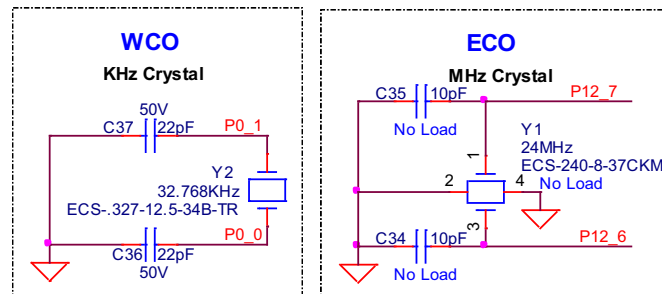 WCO
KHz Crystal
50V
C37 22pF P0_1
Y2
32.768KHz
ECS-.327-12.5-34B-TR
P0_0
C36 22pF
50V
ECO
MHz Crystal
C35 10pF P12_7
No Load
Y1
24MHz
ECS-240-8-37CKM
No Load
1
2
4
3
C34 10pF P12_6
No Load